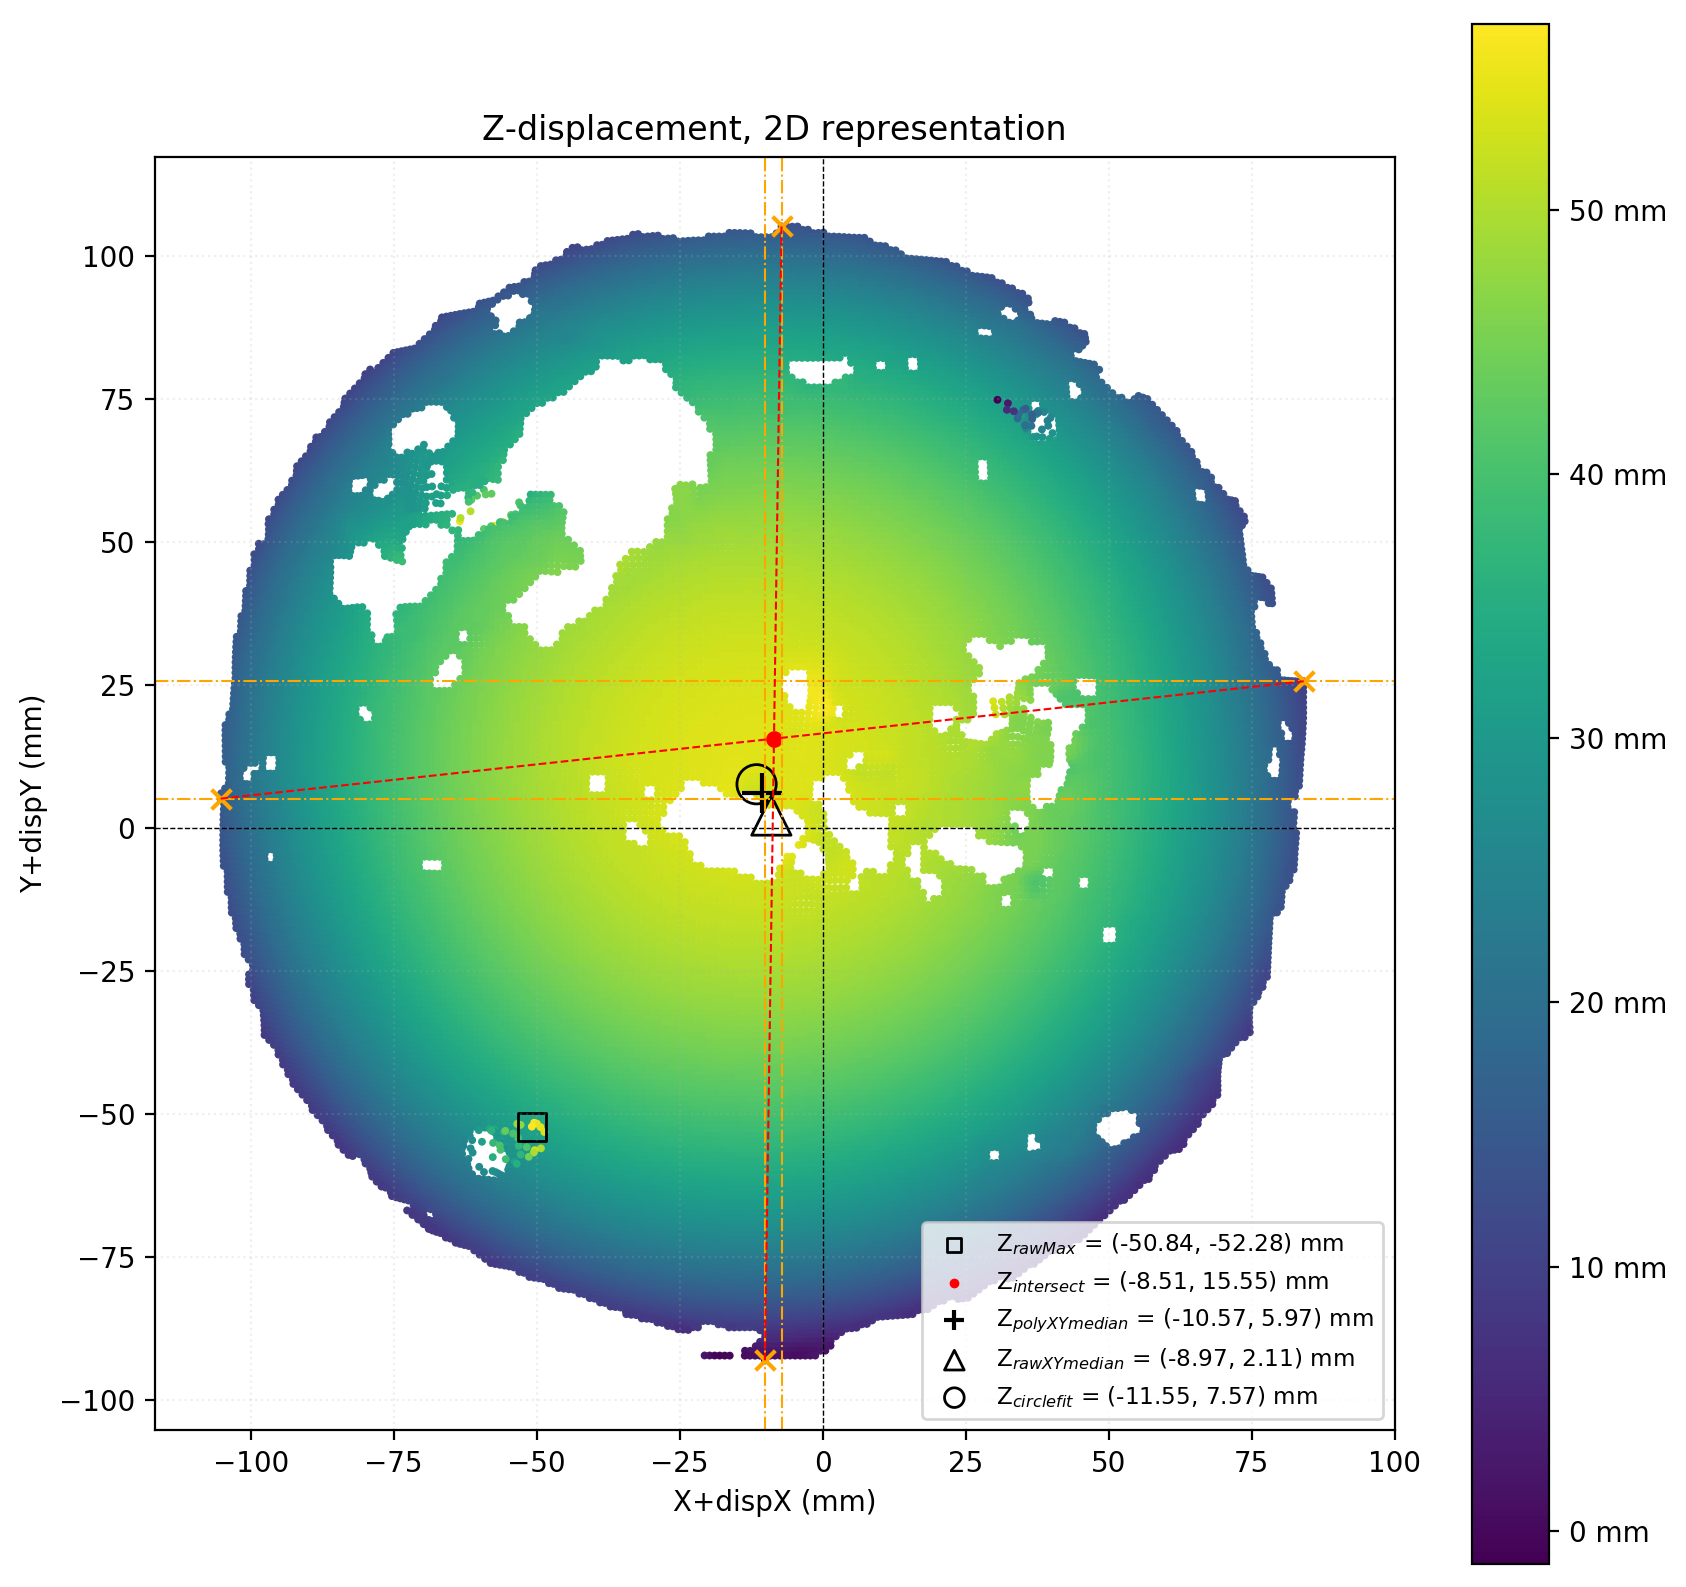 Z-displacement, 2D representation
50 mm
40 mm
30 mm
20 mm
10 mm
0 mm
100
75
50
25
0
−25
−50
−75
−100
Y+dispY (mm)
−100
−75
−50
−25
0
25
50
75
100
X+dispX (mm)
Z_rawMax = (-50.84, -52.28) mm
Z_intersect = (-8.51, 15.55) mm
Z_polyXYmedian = (-10.57, 5.97) mm
Z_rawXYmedian = (-8.97, 2.11) mm
Z_circlefit = (-11.55, 7.57) mm